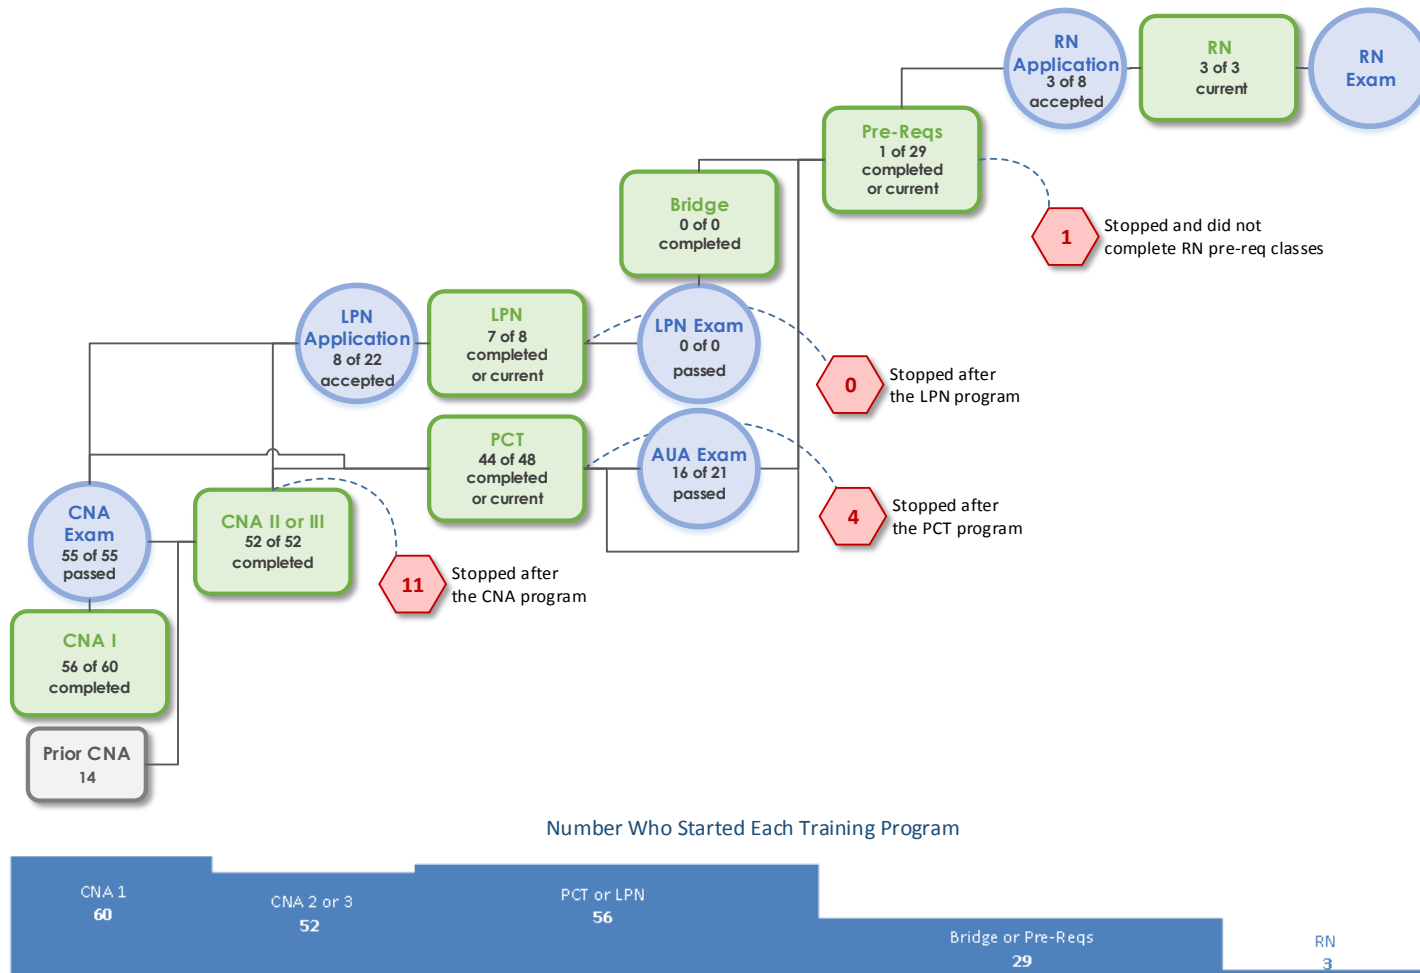 RN
Application
3 of 8
accepted
RN
3 of 3
current
RN
Exam
Pre-Reqs
1 of 29
completed
or current
1
Stopped and did not
complete RN pre-req classes
Bridge
0 of 0
completed
LPN
Application
8 of 22
accepted
LPN
7 of 8
completed
or current
LPN Exam
0 of 0
passed
0
Stopped after
the LPN program
PCT
44 of 48
completed
or current
AUA Exam
16 of 21
passed
4
Stopped after
the PCT program
CNA
Exam
55 of 55
passed
CNA II or III
52 of 52
completed
11
Stopped after
the CNA program
CNA I
56 of 60
completed
Prior CNA
14
Number Who Started Each Training Program
CNA 1
60
CNA 2 or 3
52
PCT or LPN
56
Bridge or Pre-Reqs
29
RN
3